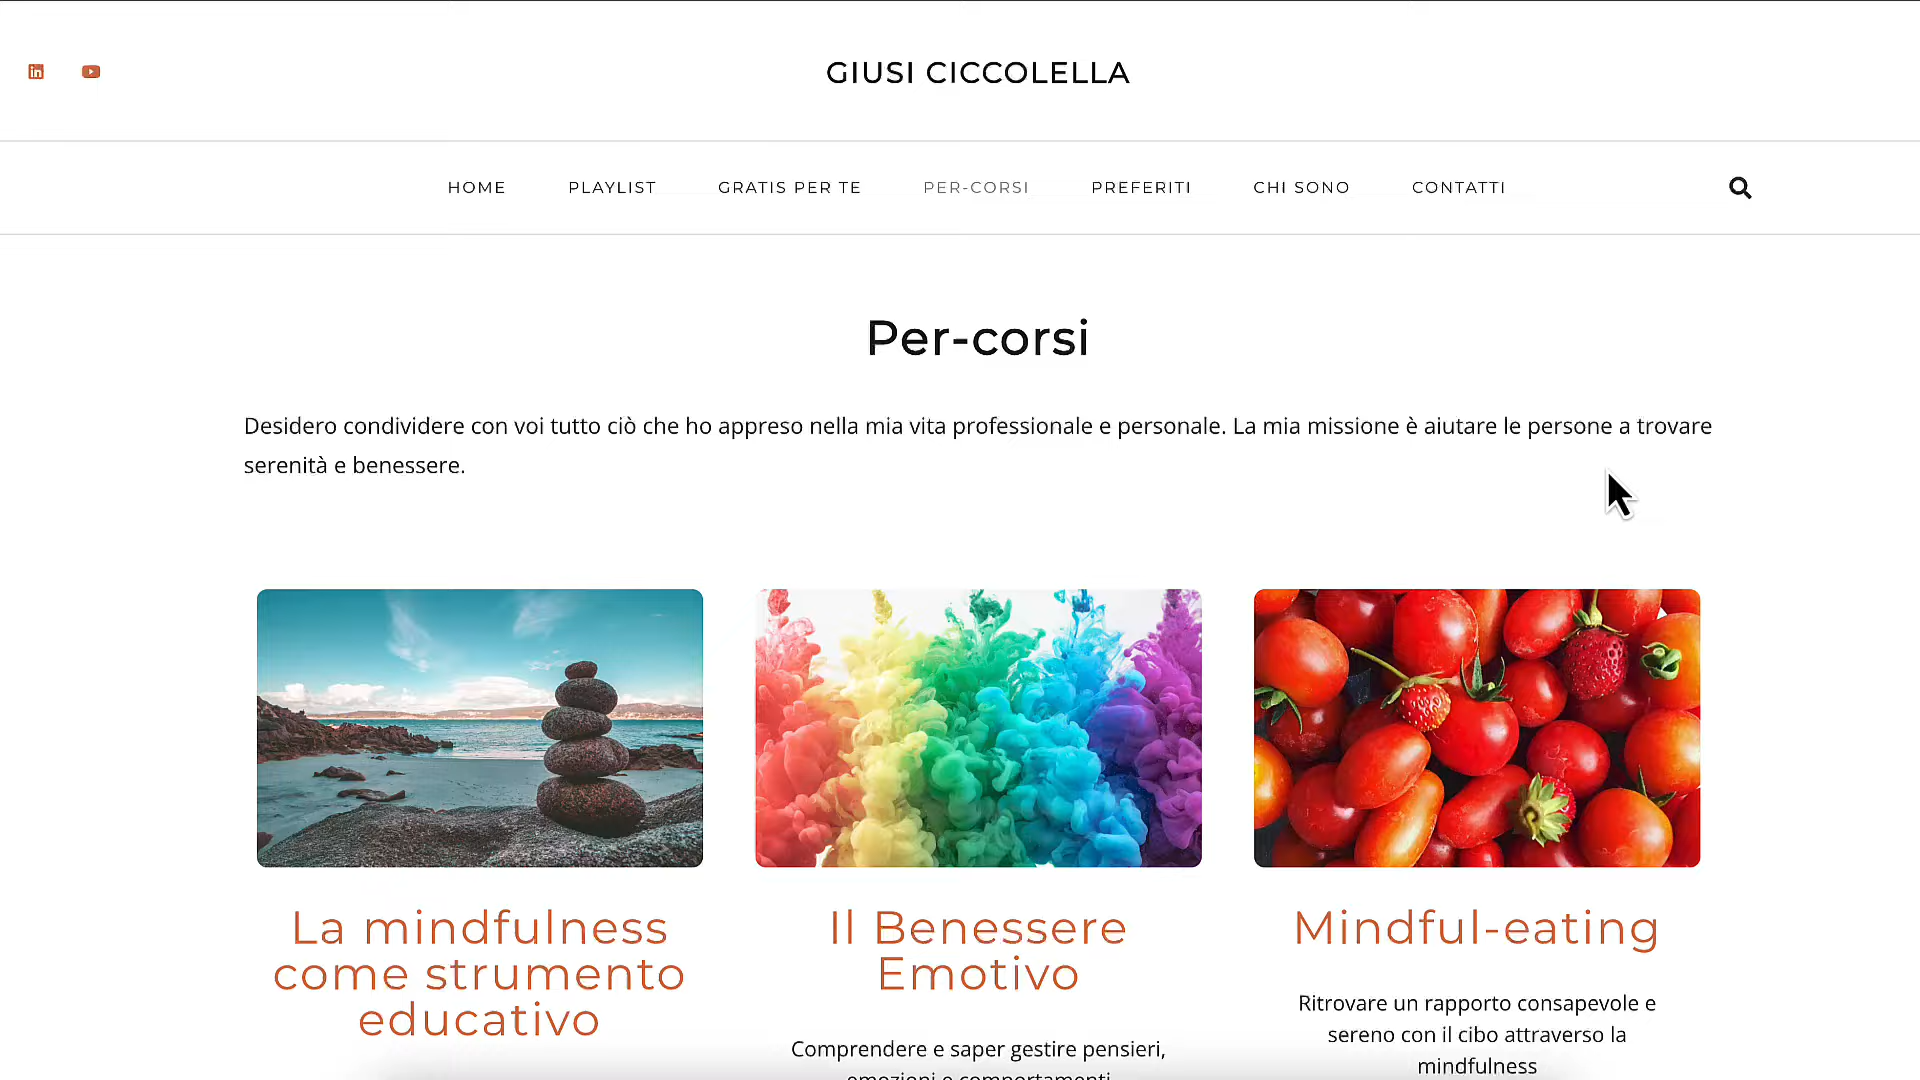 GIUSI CICCOLELLA
HOME PLAYLIST GRATIS PER TE PER-CORSI PREFERITI CHI SONO CONTATTI
Per-corsi
Desidero condividere con voi tutto ciò che ho appreso nella mia vita professionale e personale. La mia missione è aiutare le persone a trovare
serenità e benessere.
La mindfulness
come strumento
educativo
Il Benessere
Emotivo
Comprendere e saper gestire pensieri,
emozioni e comportamenti
Mindful-eating
Ritrovare un rapporto consapevole e
sereno con il cibo attraverso la
mindfulness